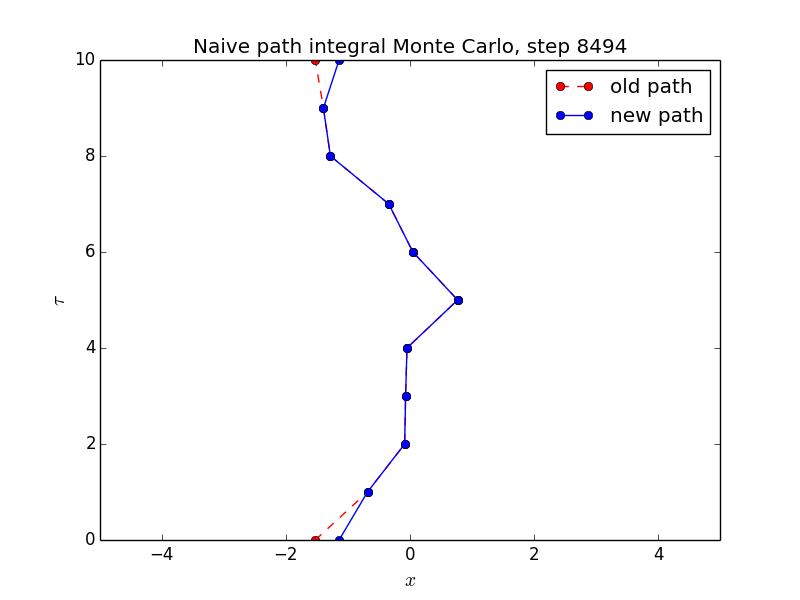 Naive path integral Monte Carlo, step 8494
old path
new path
10
8
6
4
2
0
τ
−4
−2
0
2
4
x